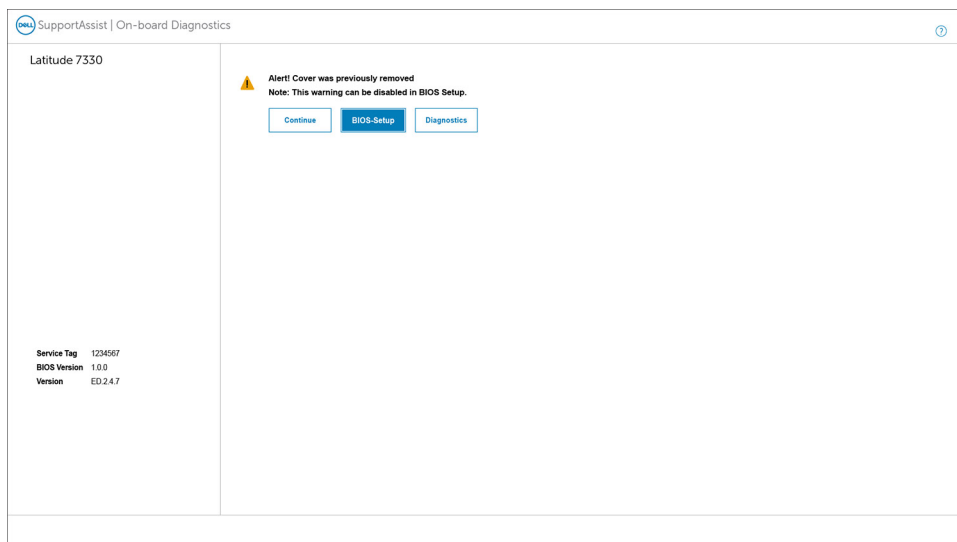 DELL SupportAssist | On-board Diagnostics
?
Latitude 7330
Alert! Cover was previously removed
Note: This warning can be disabled in BIOS Setup.
Continue BIOS-Setup Diagnostics
Service Tag 1234567
BIOS Version 1.0.0
Version ED.2.4.7